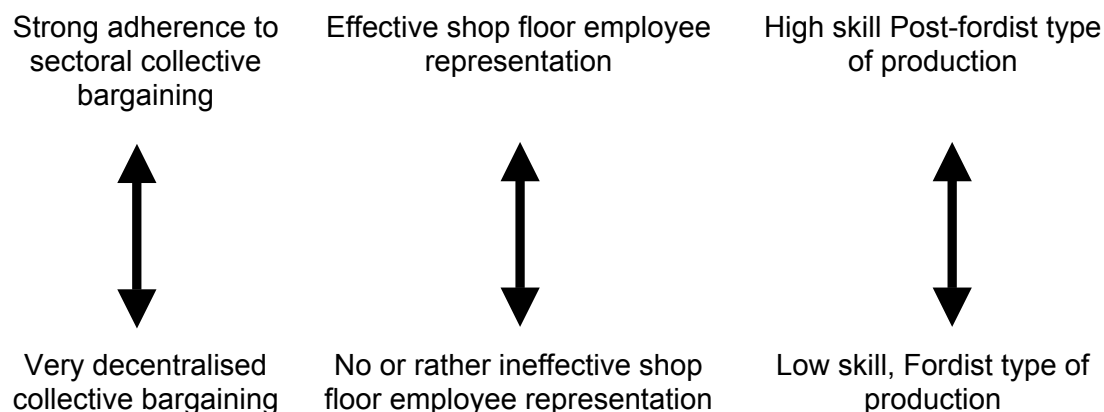 Strong adherence to
sectoral collective
bargaining
Effective shop floor employee
representation
High skill Post-fordist type
of production
Very decentralised
collective bargaining
No or rather ineffective shop
floor employee representation
Low skill, Fordist type of
production